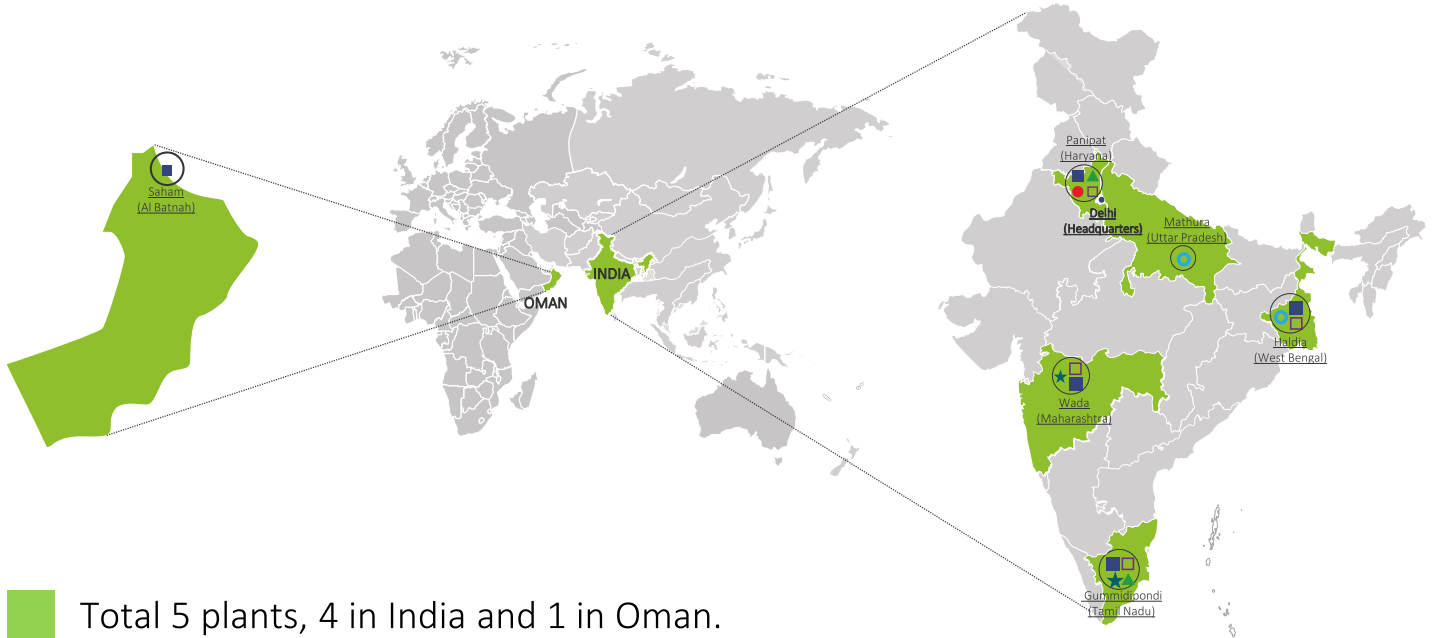 Saham
(Al Batnah)
OMAN
INDIA
Panipat
(Haryana)
Delhi
(Headquarters)
Mathura
(Uttar Pradesh)
Haldia
(West Bengal)
Wada
(Maharashtra)
Gummidipondi
(Tamil Nadu)
Total 5 plants, 4 in India and 1 in Oman.